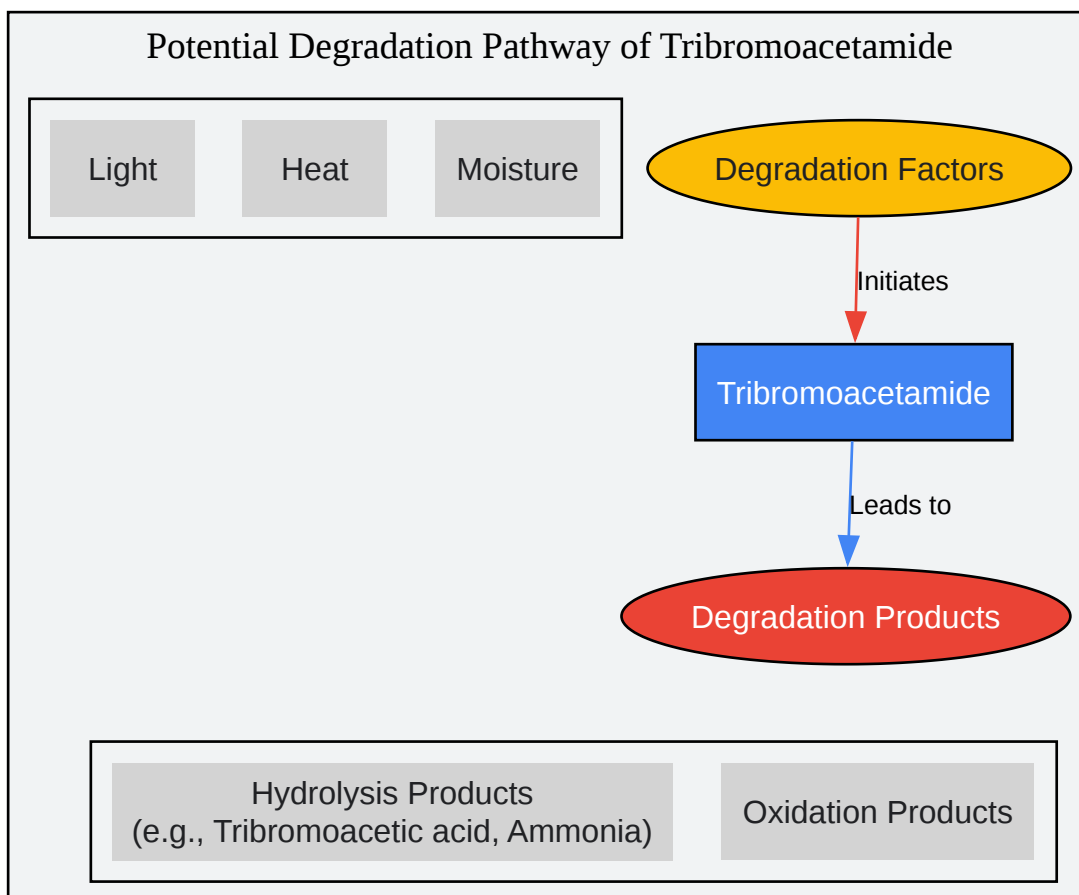 Potential Degradation Pathway of Tribromoacetamide
Light
Heat
Moisture
Degradation Factors
Initiates
Tribromoacetamide
Leads to
Degradation Products
Hydrolysis Products
(e.g., Tribromoacetic acid, Ammonia)
Oxidation Products